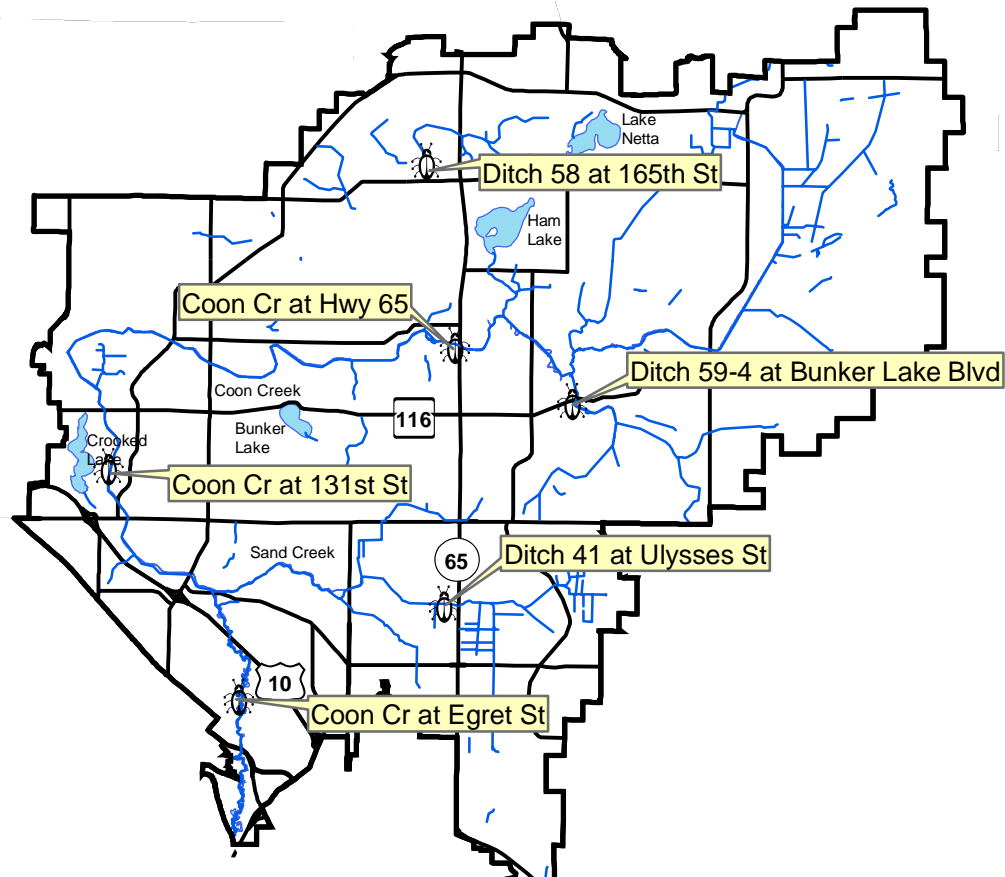 Lake
Netta
Ditch 58 at 165th St
Ham
Lake
Coon Cr at Hwy 65
Ditch 59-4 at Bunker Lake Blvd
Coon Creek
116
Bunker
Lake
Crooked
Lake
Coon Cr at 131st St
Sand Creek
65
Ditch 41 at Ulysses St
10
Coon Cr at Egret St